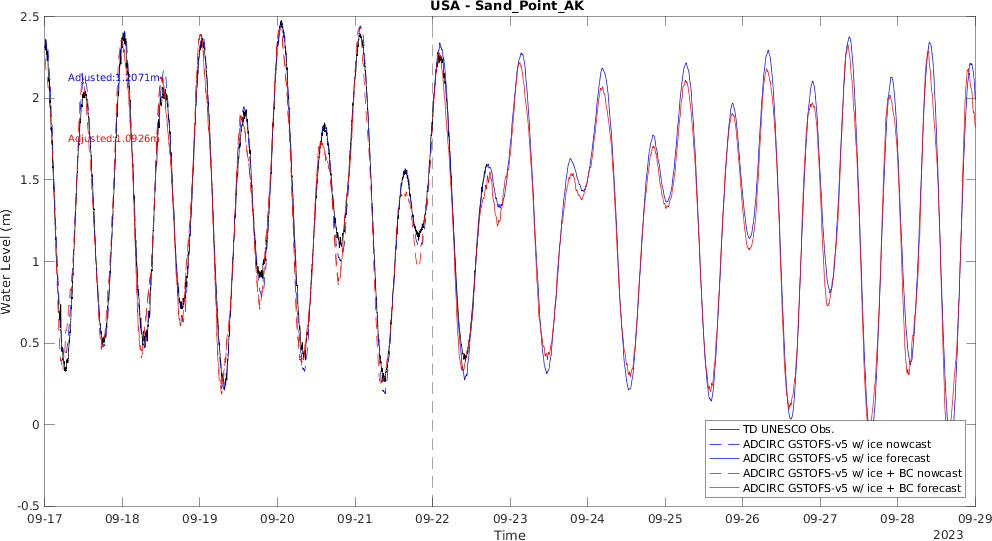 USA - Sand_Point_AK
2.5
Adjusted:1.2071m
2
Adjusted:1.0926m
1.5
Water Level (m)
1
0.5
0
TD UNESCO Obs.
ADCIRC GSTOFS-v5 w/ ice nowcast
ADCIRC GSTOFS-v5 w/ ice forecast
ADCIRC GSTOFS-v5 w/ ice + BC nowcast
ADCIRC GSTOFS-v5 w/ ice + BC forecast
-0.5
09-17 09-18 09-19 09-20 09-21 09-22 09-23 09-24 09-25 09-26 09-27 09-28 09-29
Time
2023